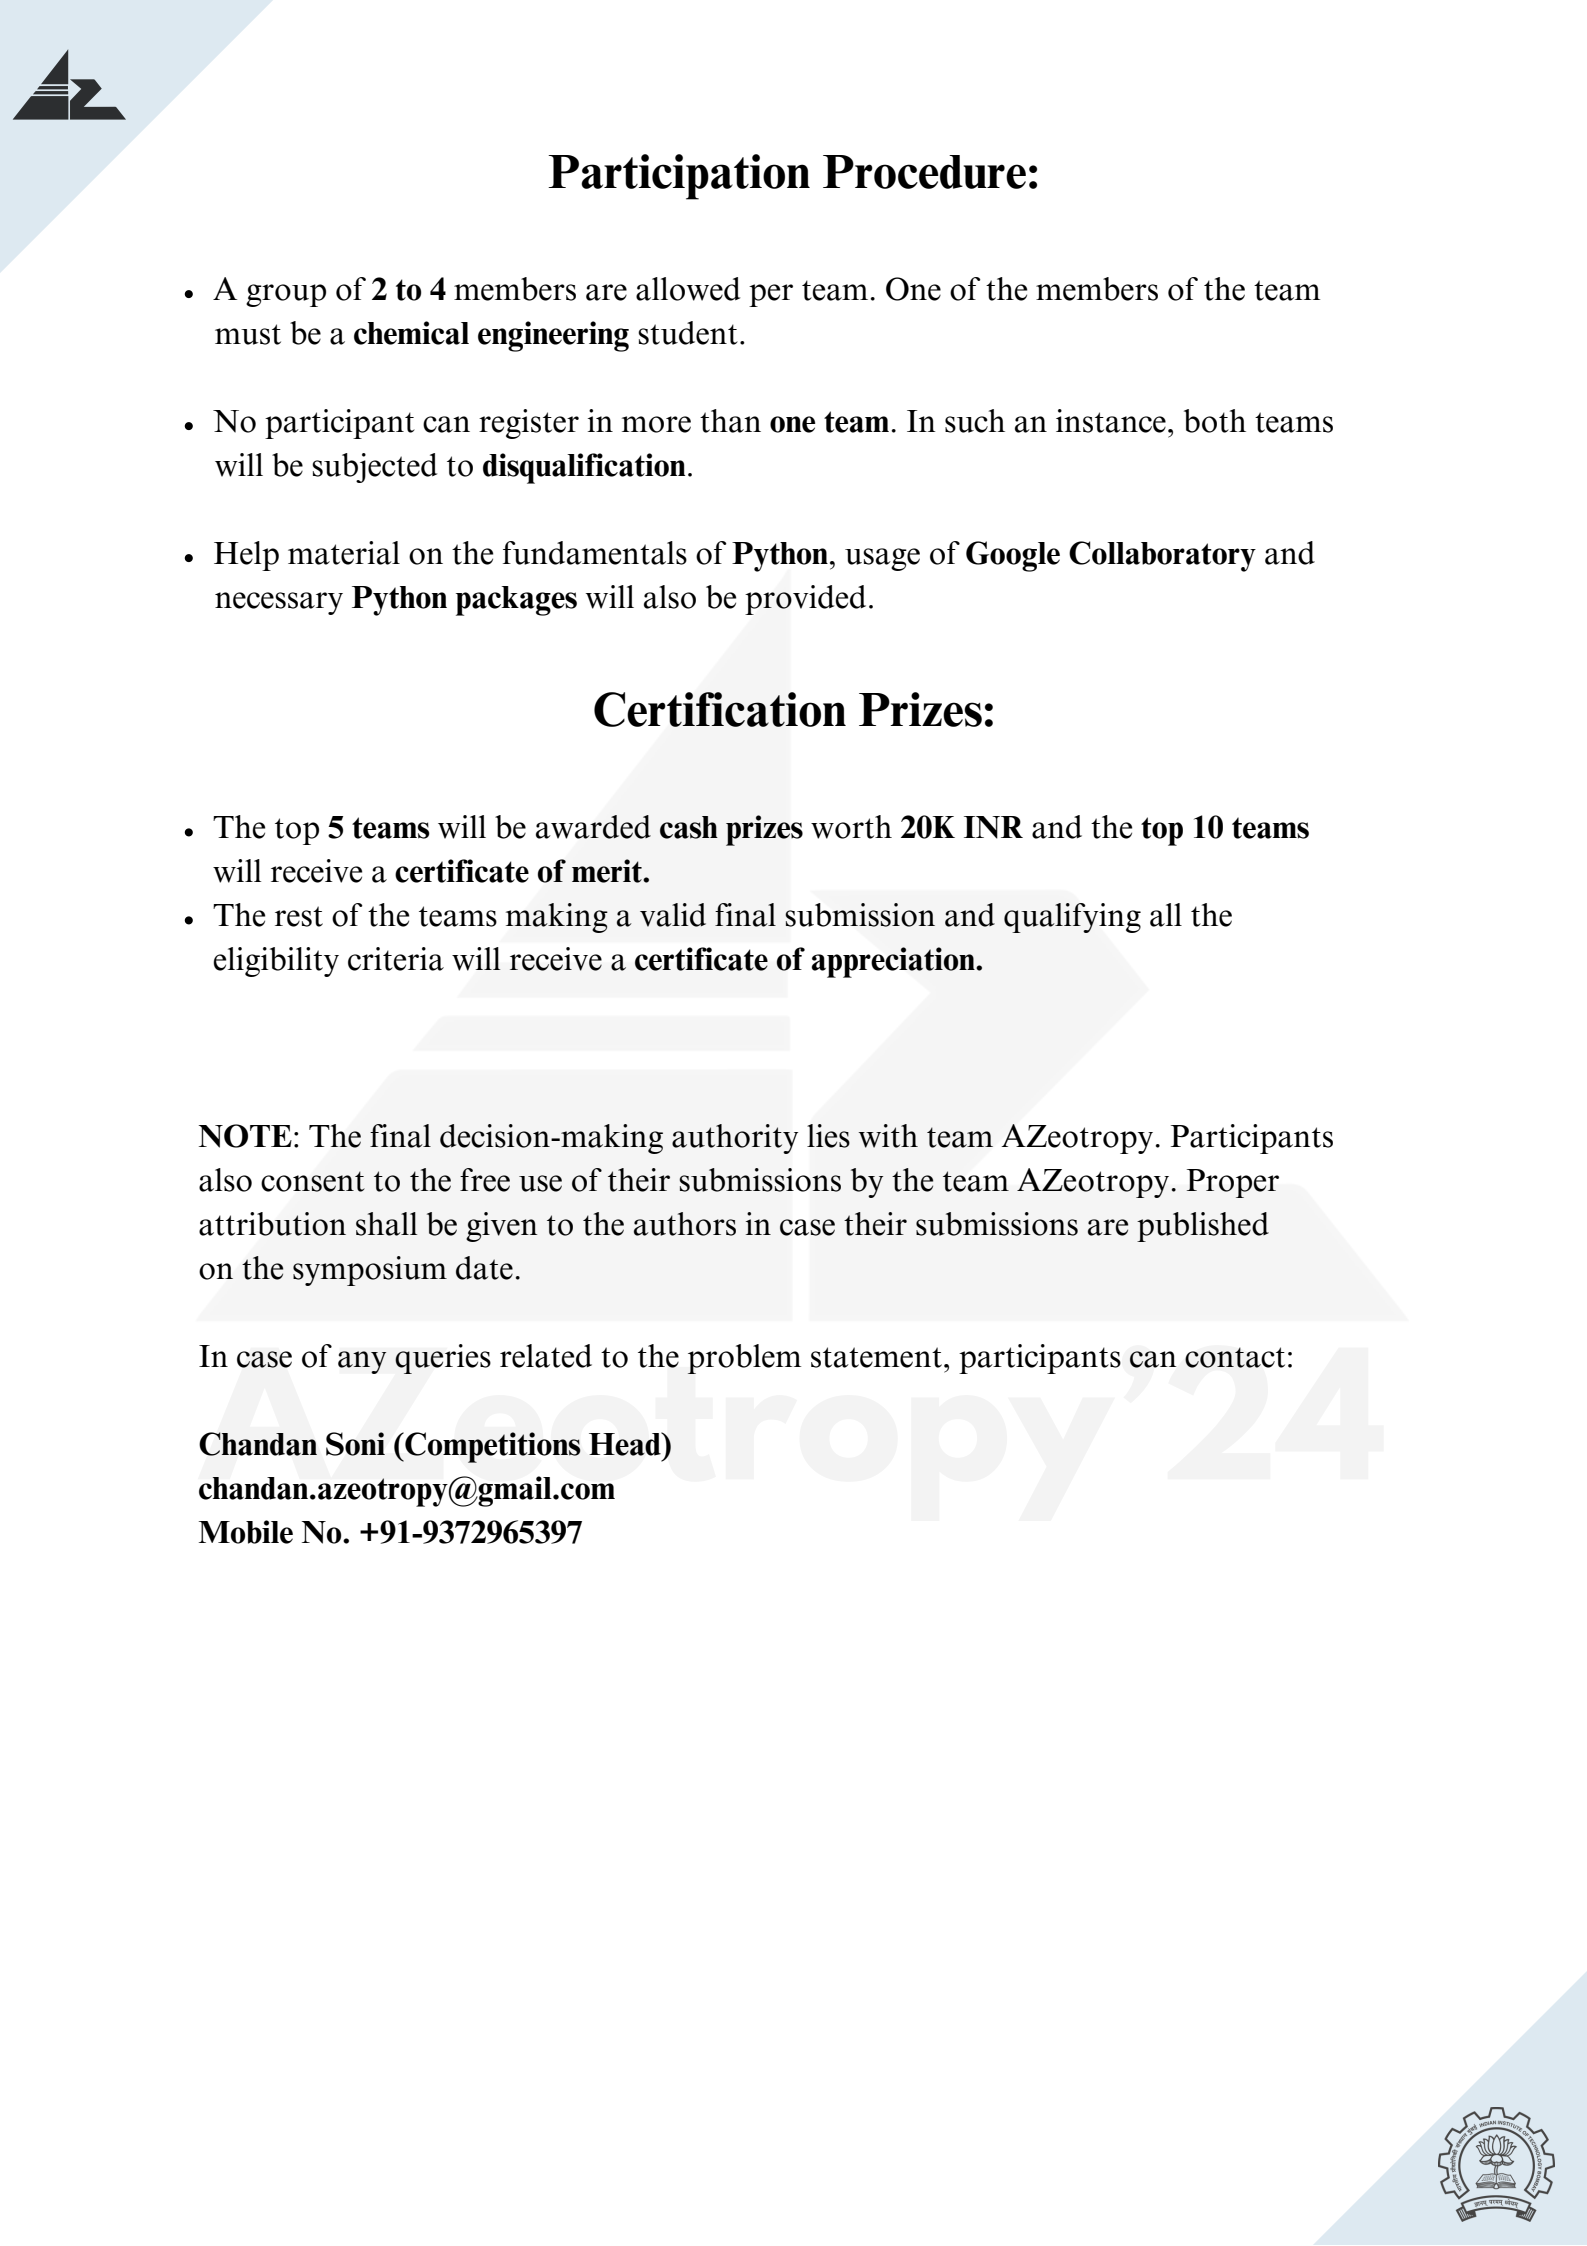 Participation Procedure:
• A group of 2 to 4 members are allowed per team. One of the members of the team
must be a chemical engineering student.
• No participant can register in more than one team. In such an instance, both teams
will be subjected to disqualification.
• Help material on the fundamentals of Python, usage of Google Collaboratory and
necessary Python packages will also be provided.
Certification Prizes:
• The top 5 teams will be awarded cash prizes worth 20K INR and the top 10 teams
will receive a certificate of merit.
• The rest of the teams making a valid final submission and qualifying all the
eligibility criteria will receive a certificate of appreciation.
NOTE: The final decision-making authority lies with team AZeotropy. Participants
also consent to the free use of their submissions by the team AZeotropy. Proper
attribution shall be given to the authors in case their submissions are published
on the symposium date.
In case of any queries related to the problem statement, participants can contact:
AZeotropy’24
Chandan Soni (Competitions Head)
chandan.azeotropy@gmail.com
Mobile No. +91-9372965397
INDIAN INSTITUTE OF TECHNOLOGY BOMBAY